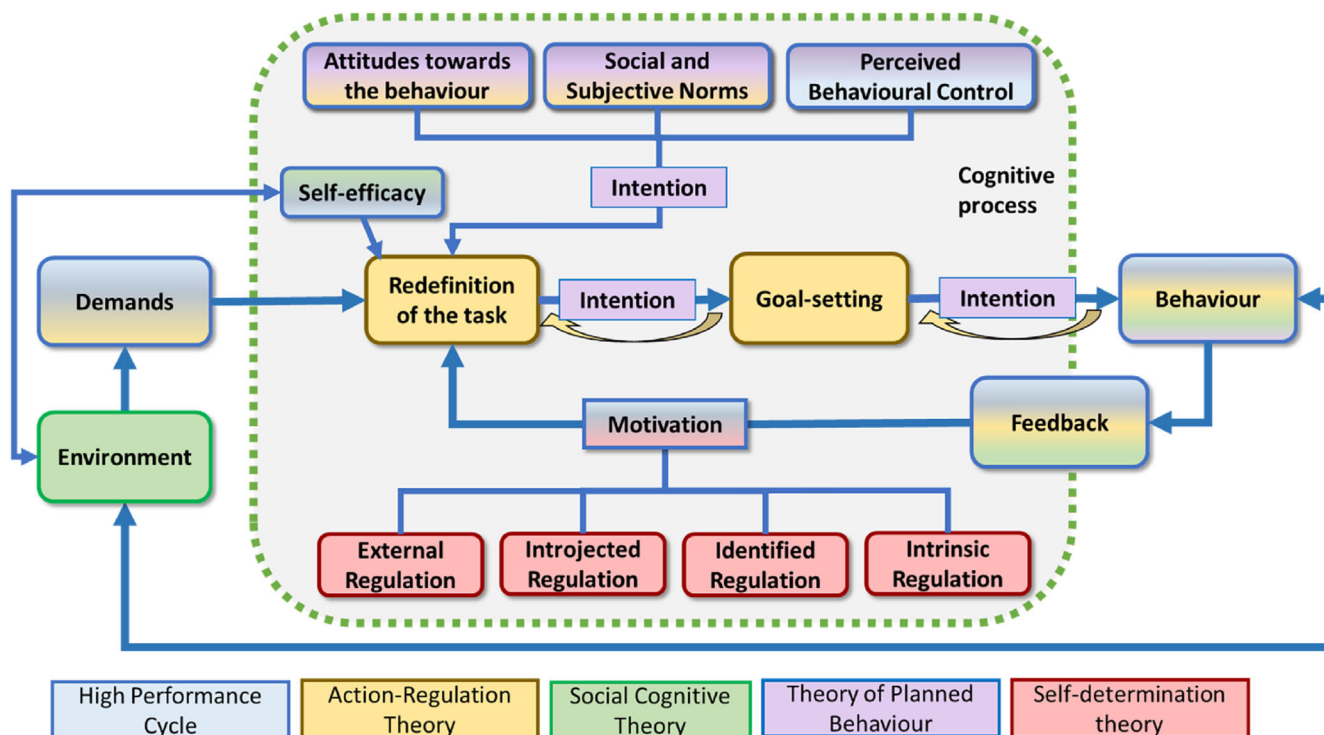 Attitudes towards
the behaviour
Social and
Subjective Norms
Perceived
Behavioural Control
Self-efficacy
Intention
Cognitive
process
Demands
Redefinition
of the task
Intention
Goal-setting
Intention
Behaviour
Environment
Motivation
Feedback
External
Regulation
Introjected
Regulation
Identified
Regulation
Intrinsic
Regulation
High Performance
Cycle
Action-Regulation
Theory
Social Cognitive
Theory
Theory of Planned
Behaviour
Self-determination
theory